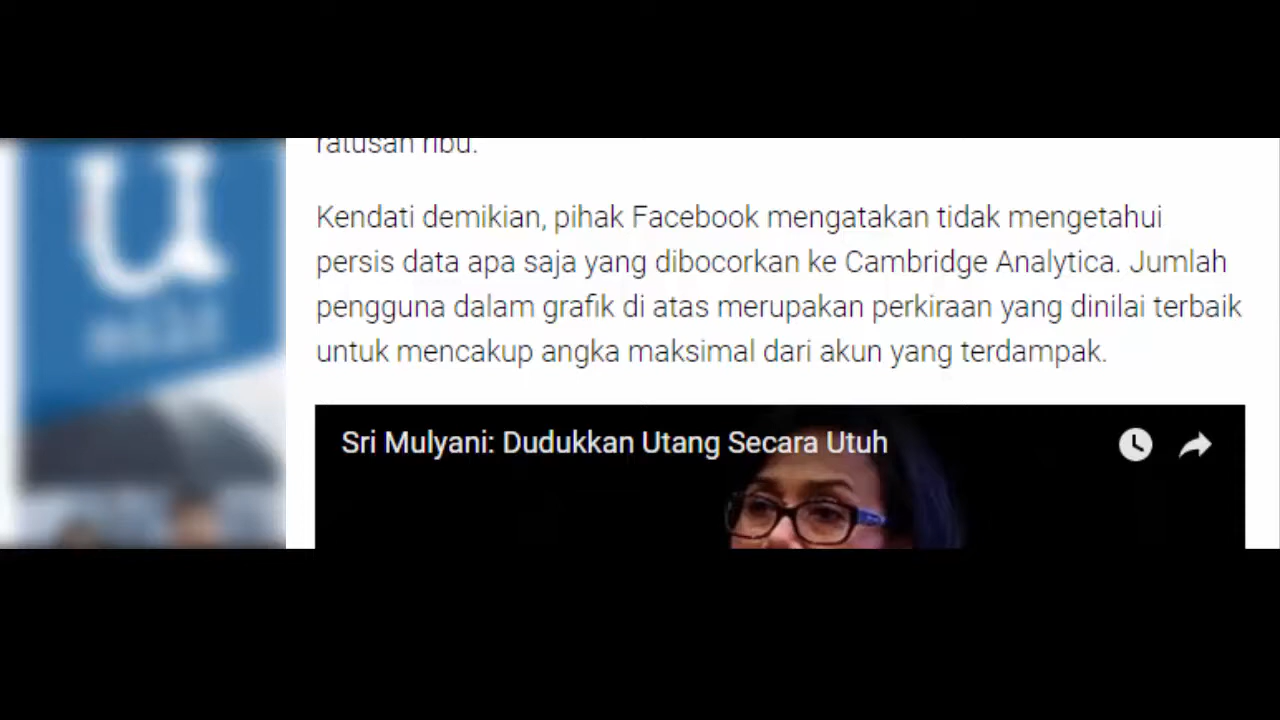 ratusan ribu.
Kendati demikian, pihak Facebook mengatakan tidak mengetahui
persis data apa saja yang dibocorkan ke Cambridge Analytica. Jumlah
pengguna dalam grafik di atas merupakan perkiraan yang dinilai terbaik
untuk mencakup angka maksimal dari akun yang terdampak.
Sri Mulyani: Dudukkan Utang Secara Utuh
u